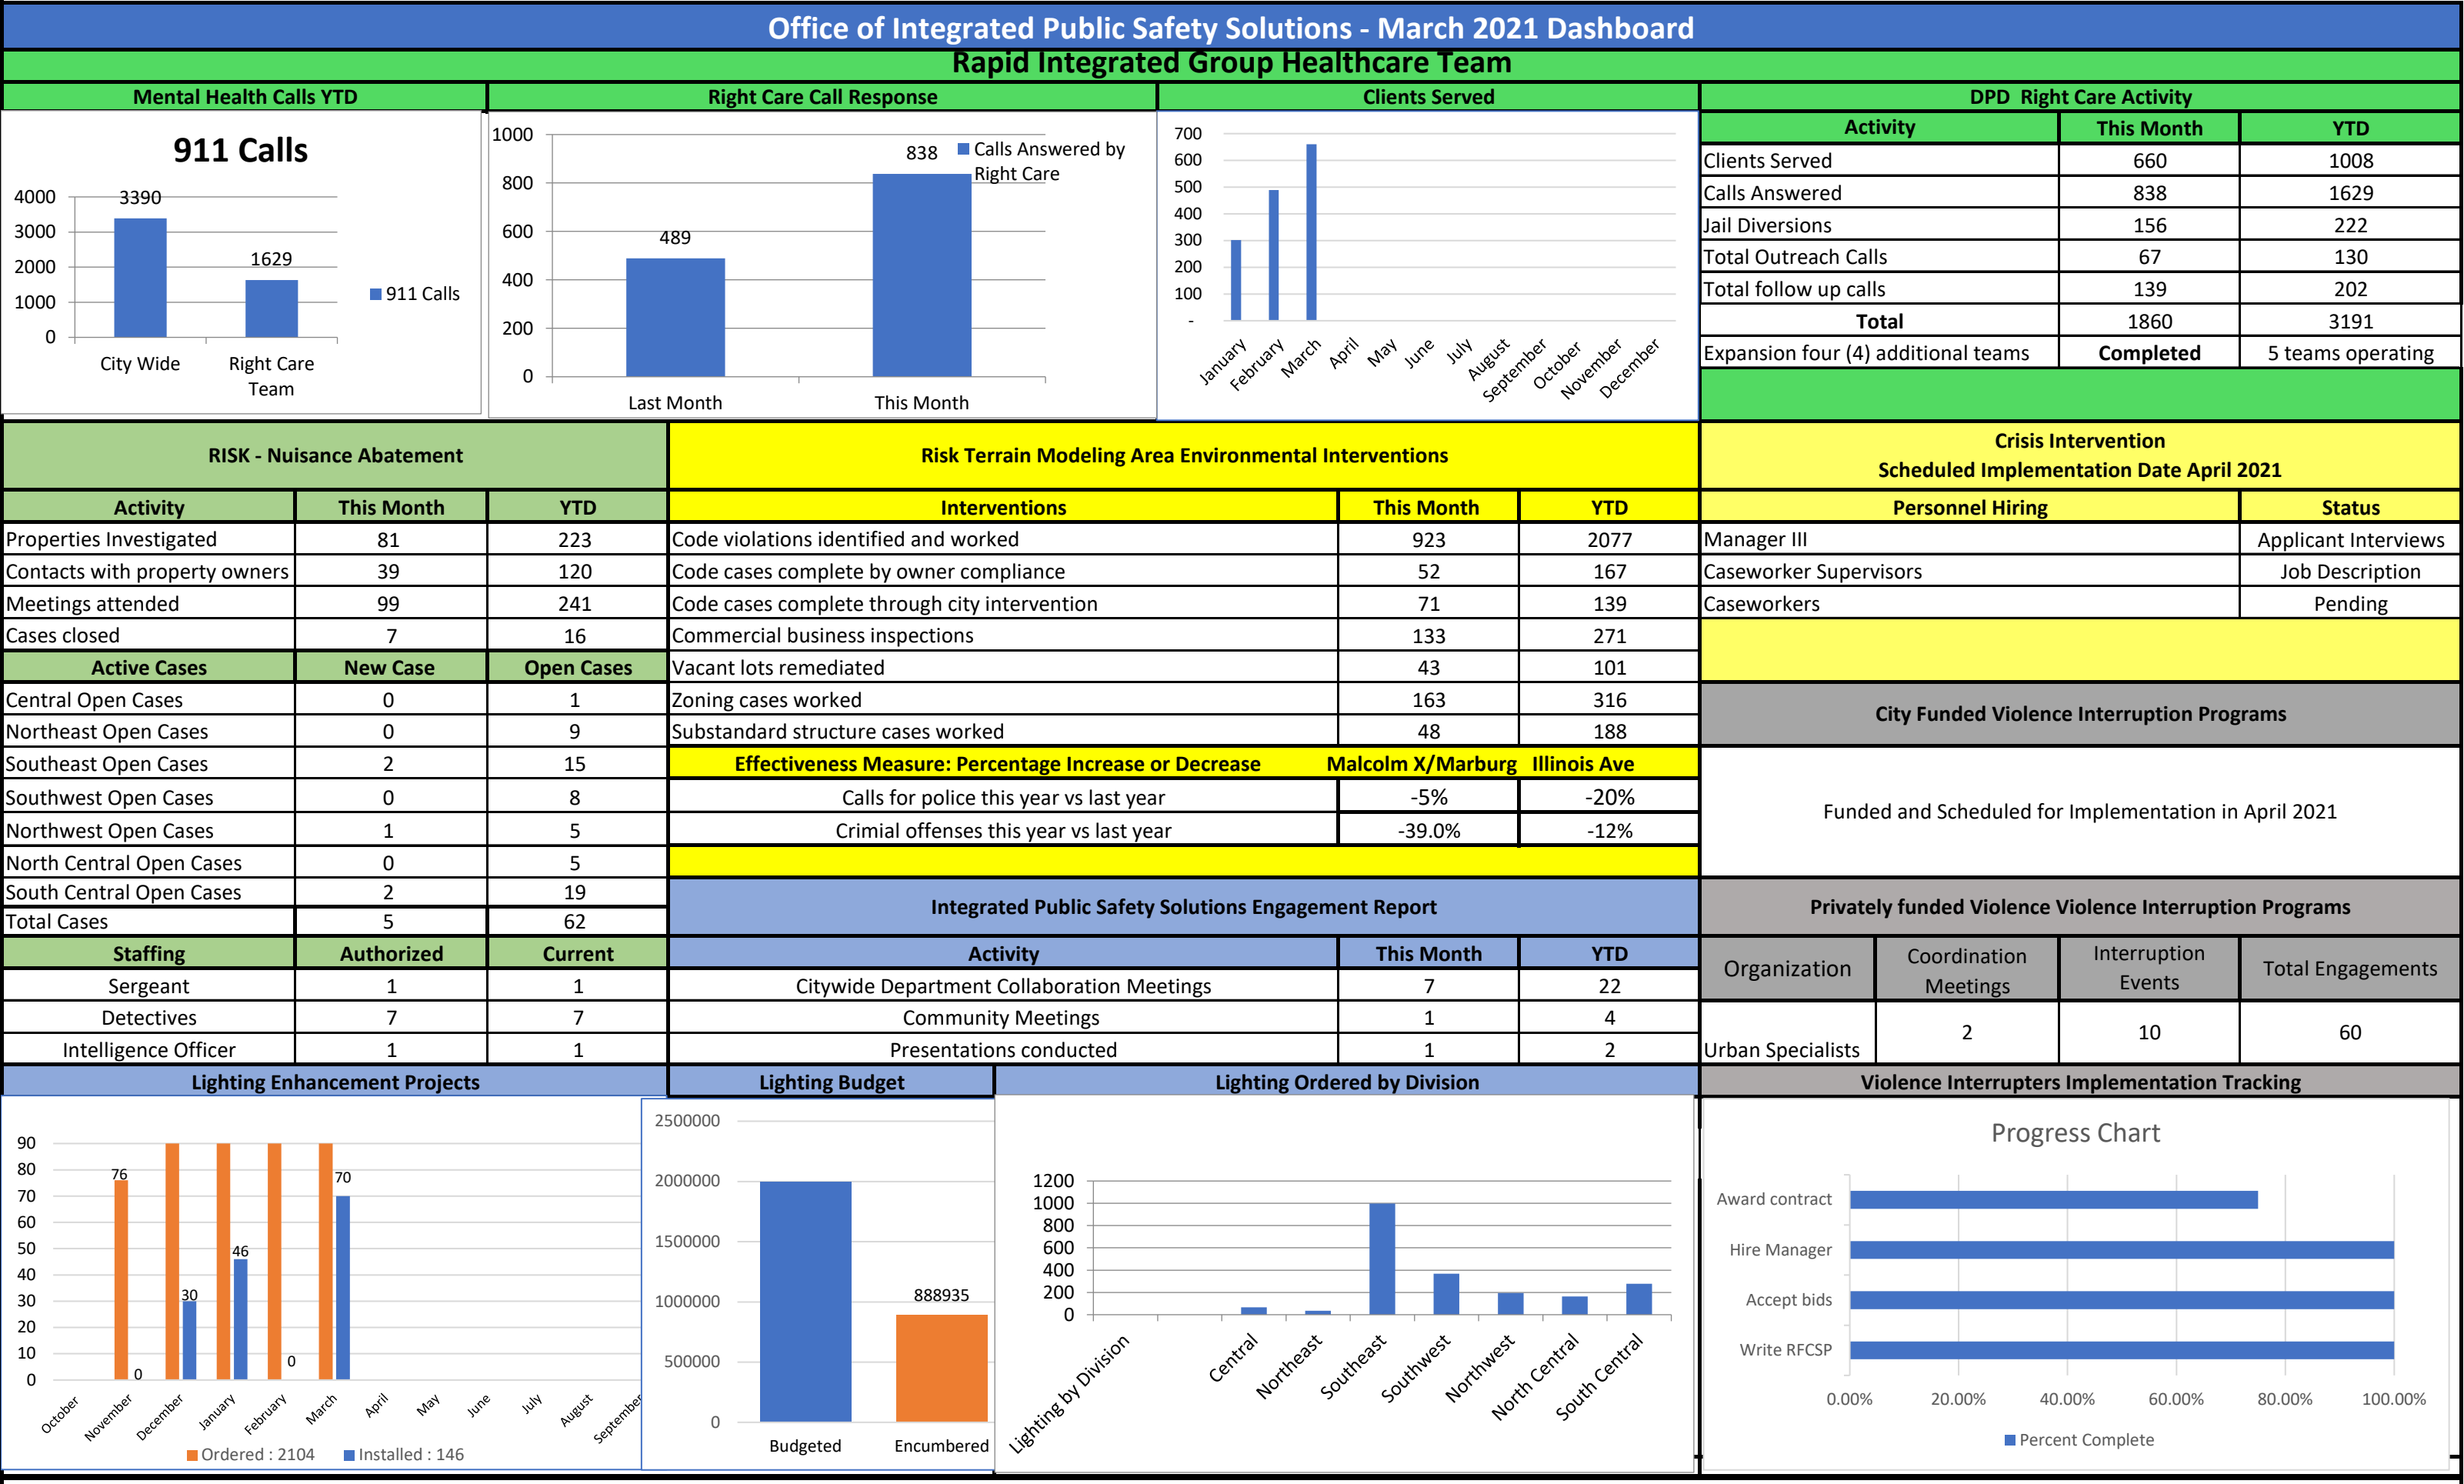 Office of Integrated Public Safety Solutions - March 2021 Dashboard
Rapid Integrated Group Healthcare Team
Mental Health Calls YTD
911 Calls
4000
3000
2000
1000
0
3390
1629
City Wide
Right Care
Team
911 Calls
Right Care Call Response
1000
800
600
400
200
0
489
838
Calls Answered by
Right Care
Last Month
This Month
Clients Served
700
600
500
400
300
200
100
-
January
February
March
April
May
June
July
August
September
October
November
December
DPD Right Care Activity
Activity This Month YTD
Clients Served 660 1008
Calls Answered 838 1629
Jail Diversions 156 222
Total Outreach Calls 67 130
Total follow up calls 139 202
Total 1860 3191
Expansion four (4) additional teams Completed 5 teams operating
RISK - Nuisance Abatement
Activity This Month YTD
Properties Investigated 81 223
Contacts with property owners 39 120
Meetings attended 99 241
Cases closed 7 16
Active Cases New Case Open Cases
Central Open Cases 0 1
Northeast Open Cases 0 9
Southeast Open Cases 2 15
Southwest Open Cases 0 8
Northwest Open Cases 1 5
North Central Open Cases 0 5
South Central Open Cases 2 19
Total Cases 5 62
Staffing Authorized Current
Sergeant 1 1
Detectives 7 7
Intelligence Officer 1 1
Risk Terrain Modeling Area Environmental Interventions
Interventions This Month YTD
Code violations identified and worked 923 2077
Code cases complete by owner compliance 52 167
Code cases complete through city intervention 71 139
Commercial business inspections 133 271
Vacant lots remediated 43 101
Zoning cases worked 163 316
Substandard structure cases worked 48 188
Effectiveness Measure: Percentage Increase or Decrease Malcolm X/Marburg Illinois Ave
Calls for police this year vs last year -5% -20%
Crimial offenses this year vs last year -39.0% -12%
Integrated Public Safety Solutions Engagement Report
Activity This Month YTD
Citywide Department Collaboration Meetings 7 22
Community Meetings 1 4
Presentations conducted 1 2
Crisis Intervention
Scheduled Implementation Date April 2021
Personnel Hiring Status
Manager III Applicant Interviews
Caseworker Supervisors Job Description
Caseworkers Pending
City Funded Violence Interruption Programs
Funded and Scheduled for Implementation in April 2021
Privately funded Violence Violence Interruption Programs
Organization
Coordination
Meetings
Interruption
Events
Total Engagements
Urban Specialists 2 10 60
Lighting Enhancement Projects
90
80
70
60
50
40
30
20
10
0
76
0
30
46
0
70
October
November
December
January
February
March
April
May
June
July
August
September
Ordered : 2104 Installed : 146
Lighting Budget
2500000
2000000
1500000
1000000
500000
0
888935
Budgeted Encumbered
Lighting Ordered by Division
1200
1000
800
600
400
200
0
Lighting by Division
Central
Northeast
Southeast
Southwest
Northwest
North Central
South Central
Violence Interrupters Implementation Tracking
Progress Chart
Award contract
Hire Manager
Accept bids
Write RFCSP
0.00% 20.00% 40.00% 60.00% 80.00% 100.00%
Percent Complete